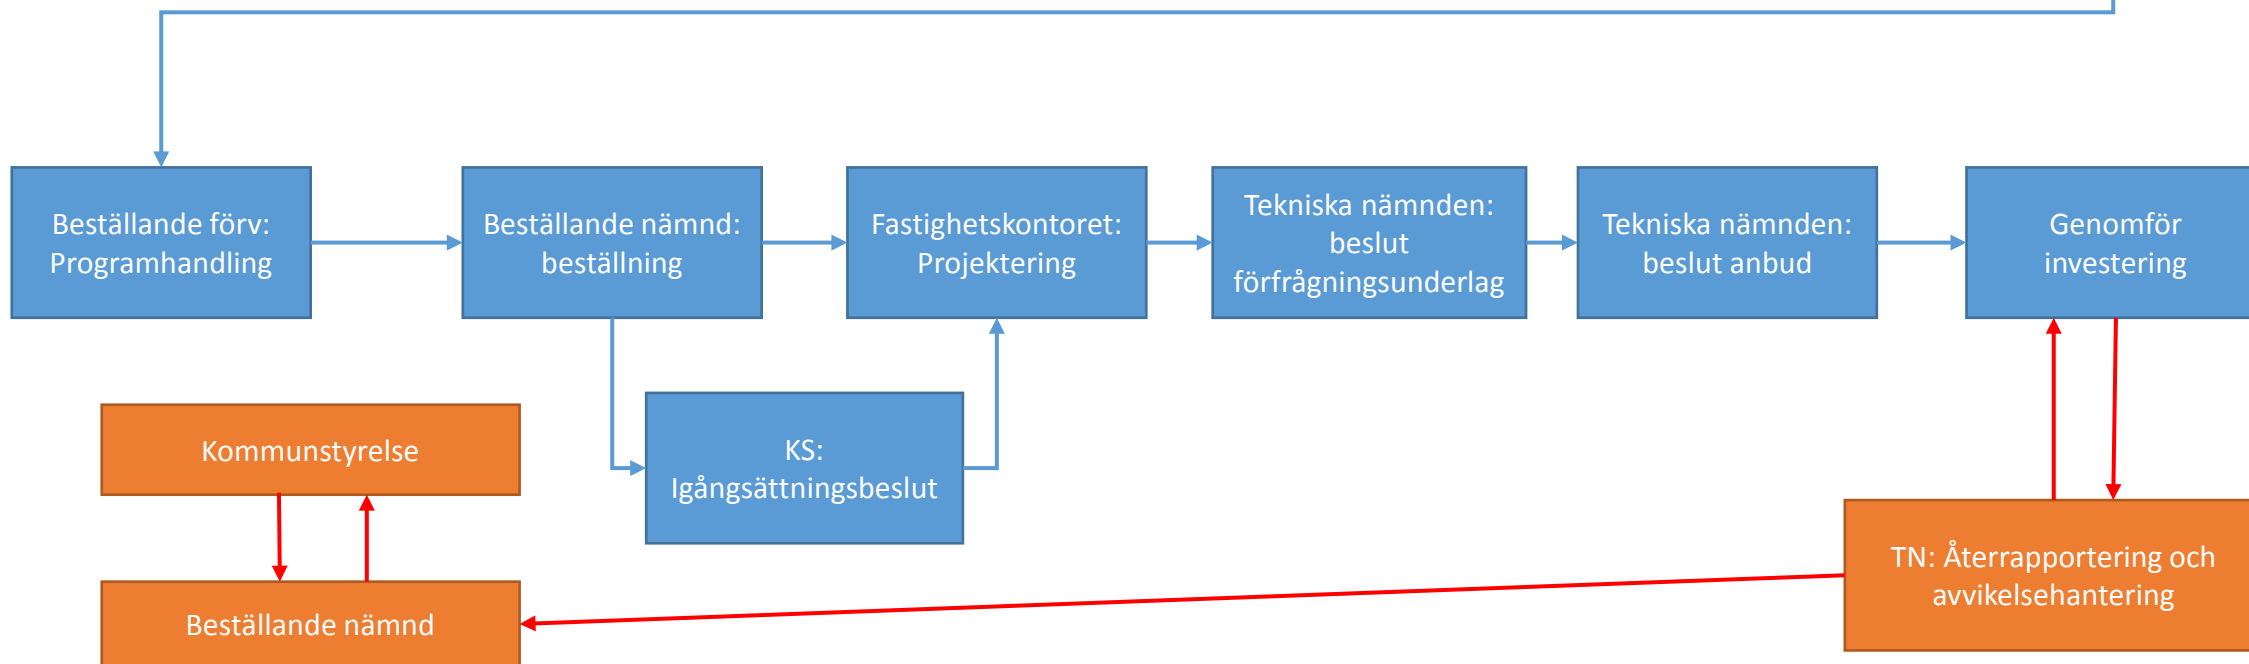 Beställande förv:
Programhandling
Beställande nämnd:
beställning
Fastighetskontoret:
Projektering
Tekniska nämnden:
beslut
förfrågningsunderlag
Tekniska nämnden:
beslut anbud
Genomför
investering
Kommunstyrelse
KS:
Igångsättningsbeslut
TN: Återrapportering och
avvikelsehantering
Beställande nämnd